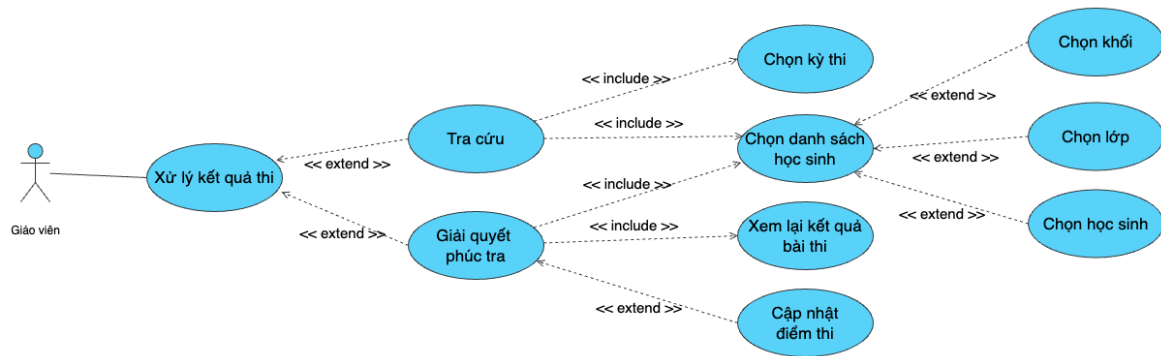 Chọn khối
Chọn kỳ thi
<< include >>
<< extend >>
Tra cứu
<< include >>
Chọn danh sách
học sinh
Chọn lớp
<< extend >>
<< extend >>
Xử lý kết quả thi
Giáo viên
<< include >>
<< extend >>
Chọn học sinh
<< extend >>
Giải quyết
phúc tra
<< include >>
Xem lại kết quả
bài thi
<< extend >>
Cập nhật
điểm thi